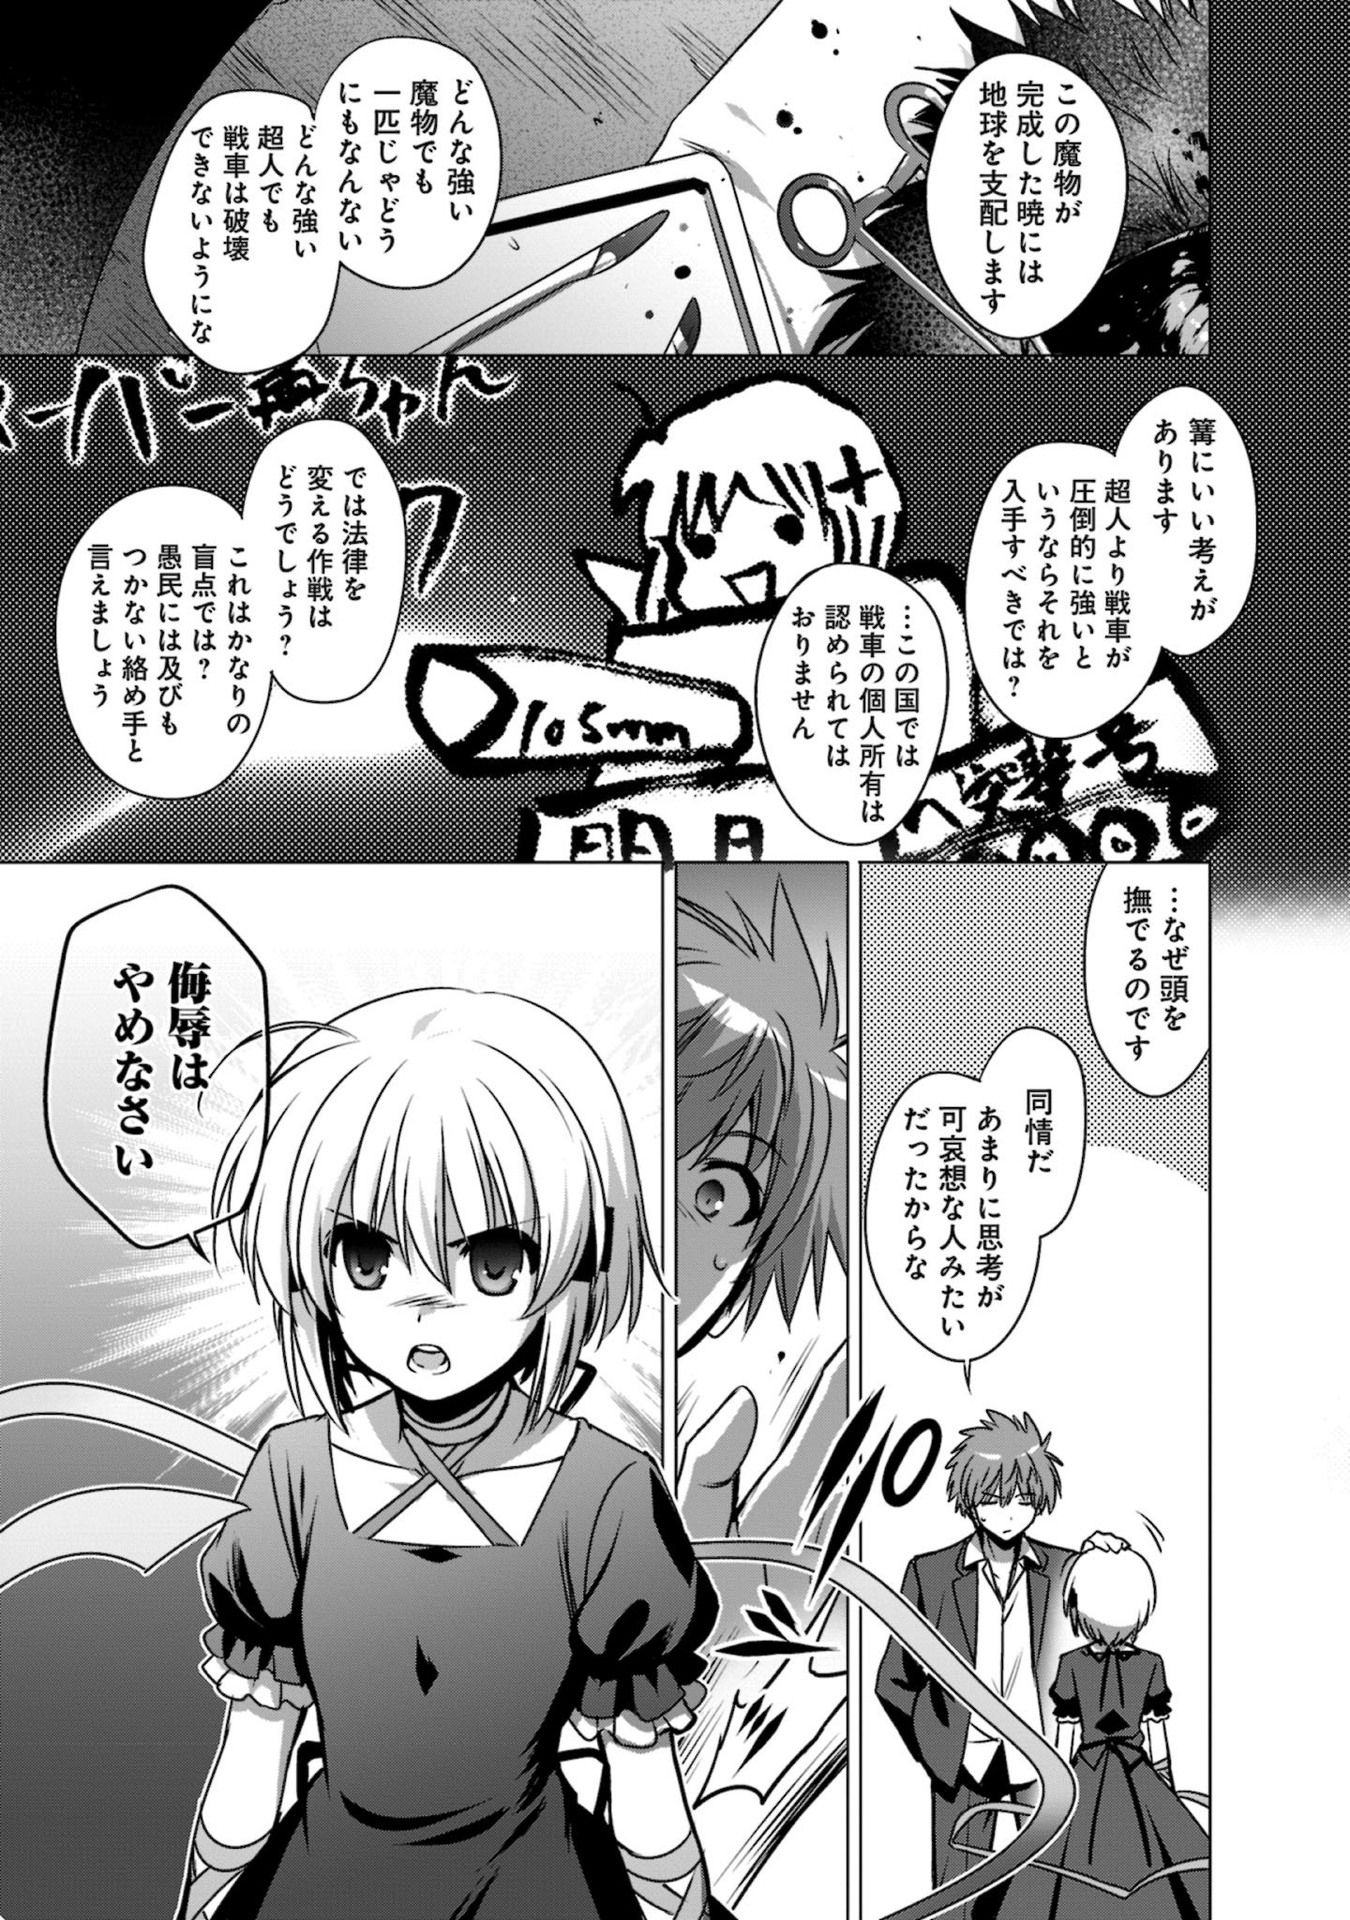 この魔物が
完成した暁には
地球を支配します
どんな強い
魔物でも
一匹じゃどう
にもなんない
どんな強い
超人でも
戦車は破壊
できないようにな
篝にいい考えが
あります
超人より戦車が
圧倒的に強いと
いうならそれを
入手すべきでは?
…この国では
戦車の個人所有は
認められては
おりません
では法律を
変える作戦は
どうでしょう?
これはかなりの
盲点では?
愚民には及びも
つかない絡め手と
言えましょう
105mm
…なぜ頭を
撫でるのです
同情だ
あまりに思考が
可哀想な人みたい
だったからな
侮辱は
やめなさい